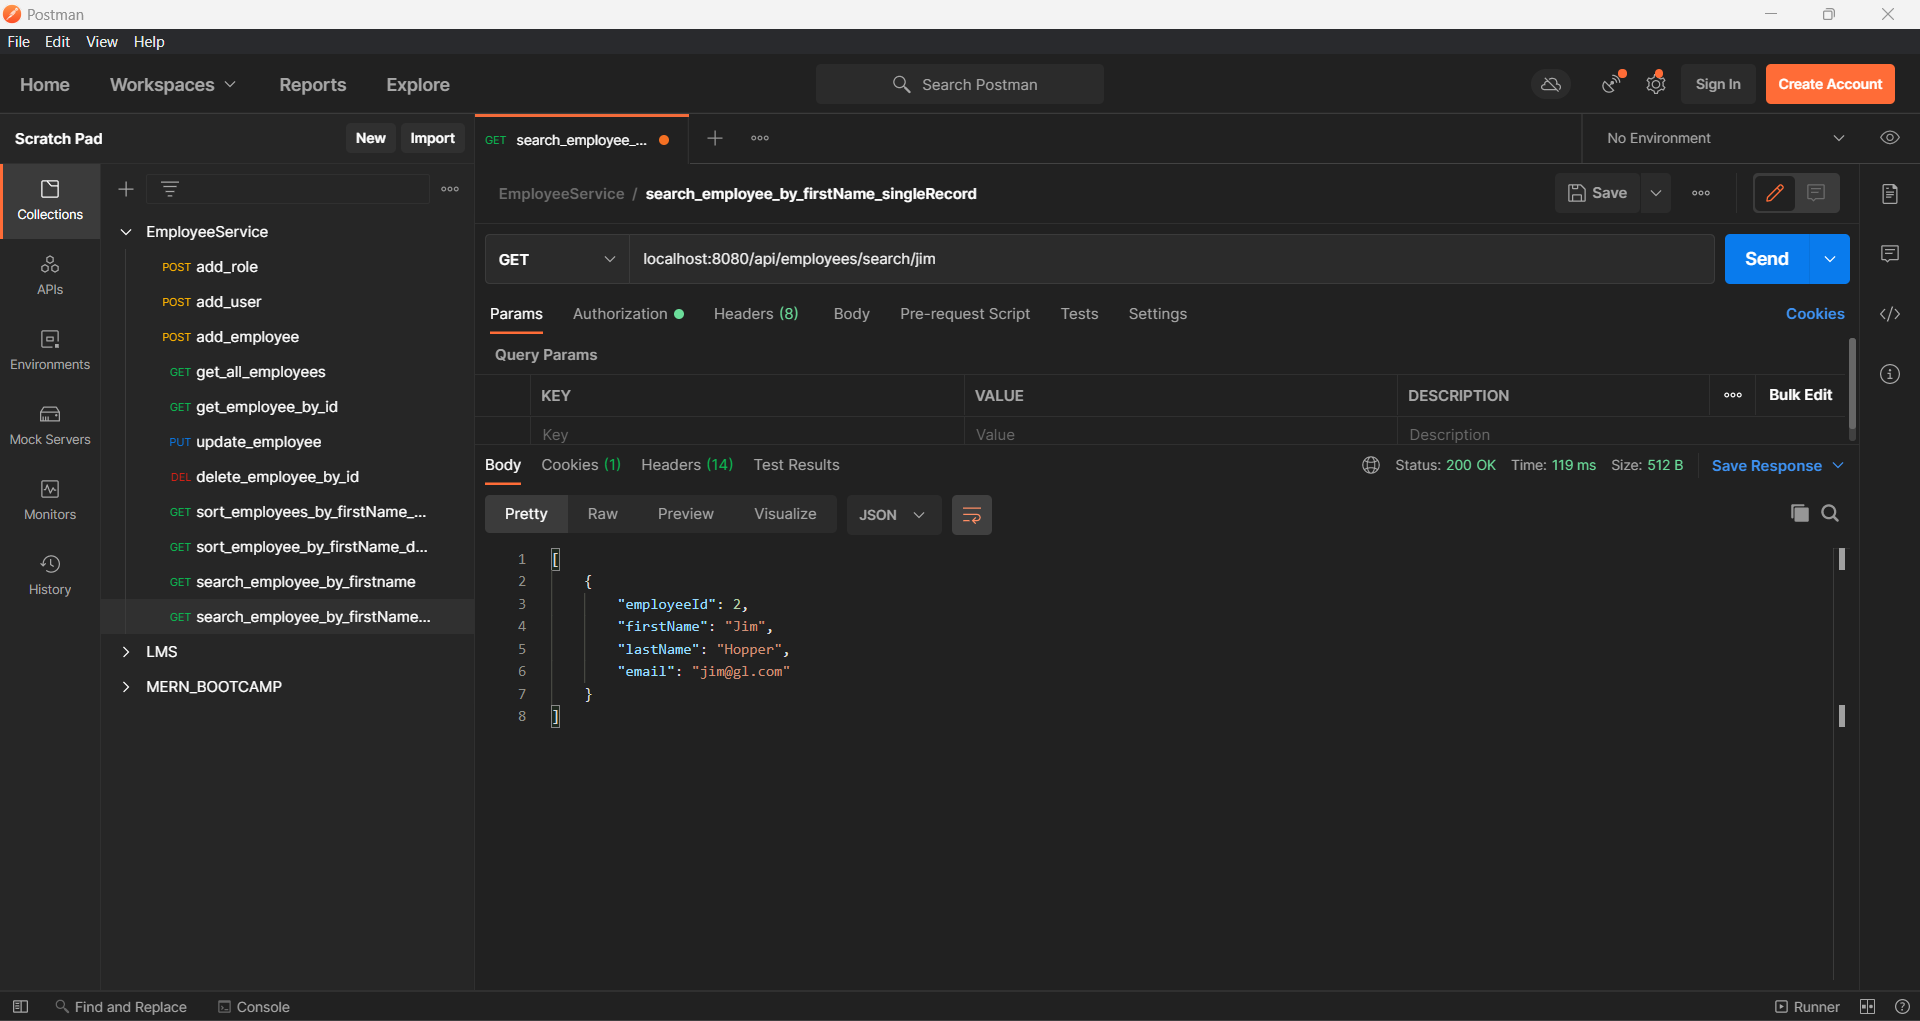 Postman
File Edit View Help
Home Workspaces Reports Explore Search Postman Sign In Create Account
Scratch Pad New Import GET search_employee_... No Environment
EmployeeService / search_employee_by_firstName_singleRecord Save
Collections
APIs
Environments
Mock Servers
Monitors
History
EmployeeService
POST add_role
POST add_user
POST add_employee
GET get_all_employees
GET get_employee_by_id
PUT update_employee
DEL delete_employee_by_id
GET sort_employees_by_firstName_...
GET sort_employee_by_firstName_d...
GET search_employee_by_firstname
GET search_employee_by_firstName...
LMS
MERN_BOOTCAMP
GET localhost:8080/api/employees/search/jim Send
Params Authorization Headers (8) Body Pre-request Script Tests Settings Cookies
Query Params
KEY VALUE DESCRIPTION Bulk Edit
Key Value Description
Body Cookies (1) Headers (14) Test Results Status: 200 OK Time: 119 ms Size: 512 B Save Response
Pretty Raw Preview Visualize JSON
1 [
2 {
3 "employeeId": 2,
4 "firstName": "Jim",
5 "lastName": "Hopper",
6 "email": "jim@gl.com"
7 }
8 ]
Find and Replace Console Runner